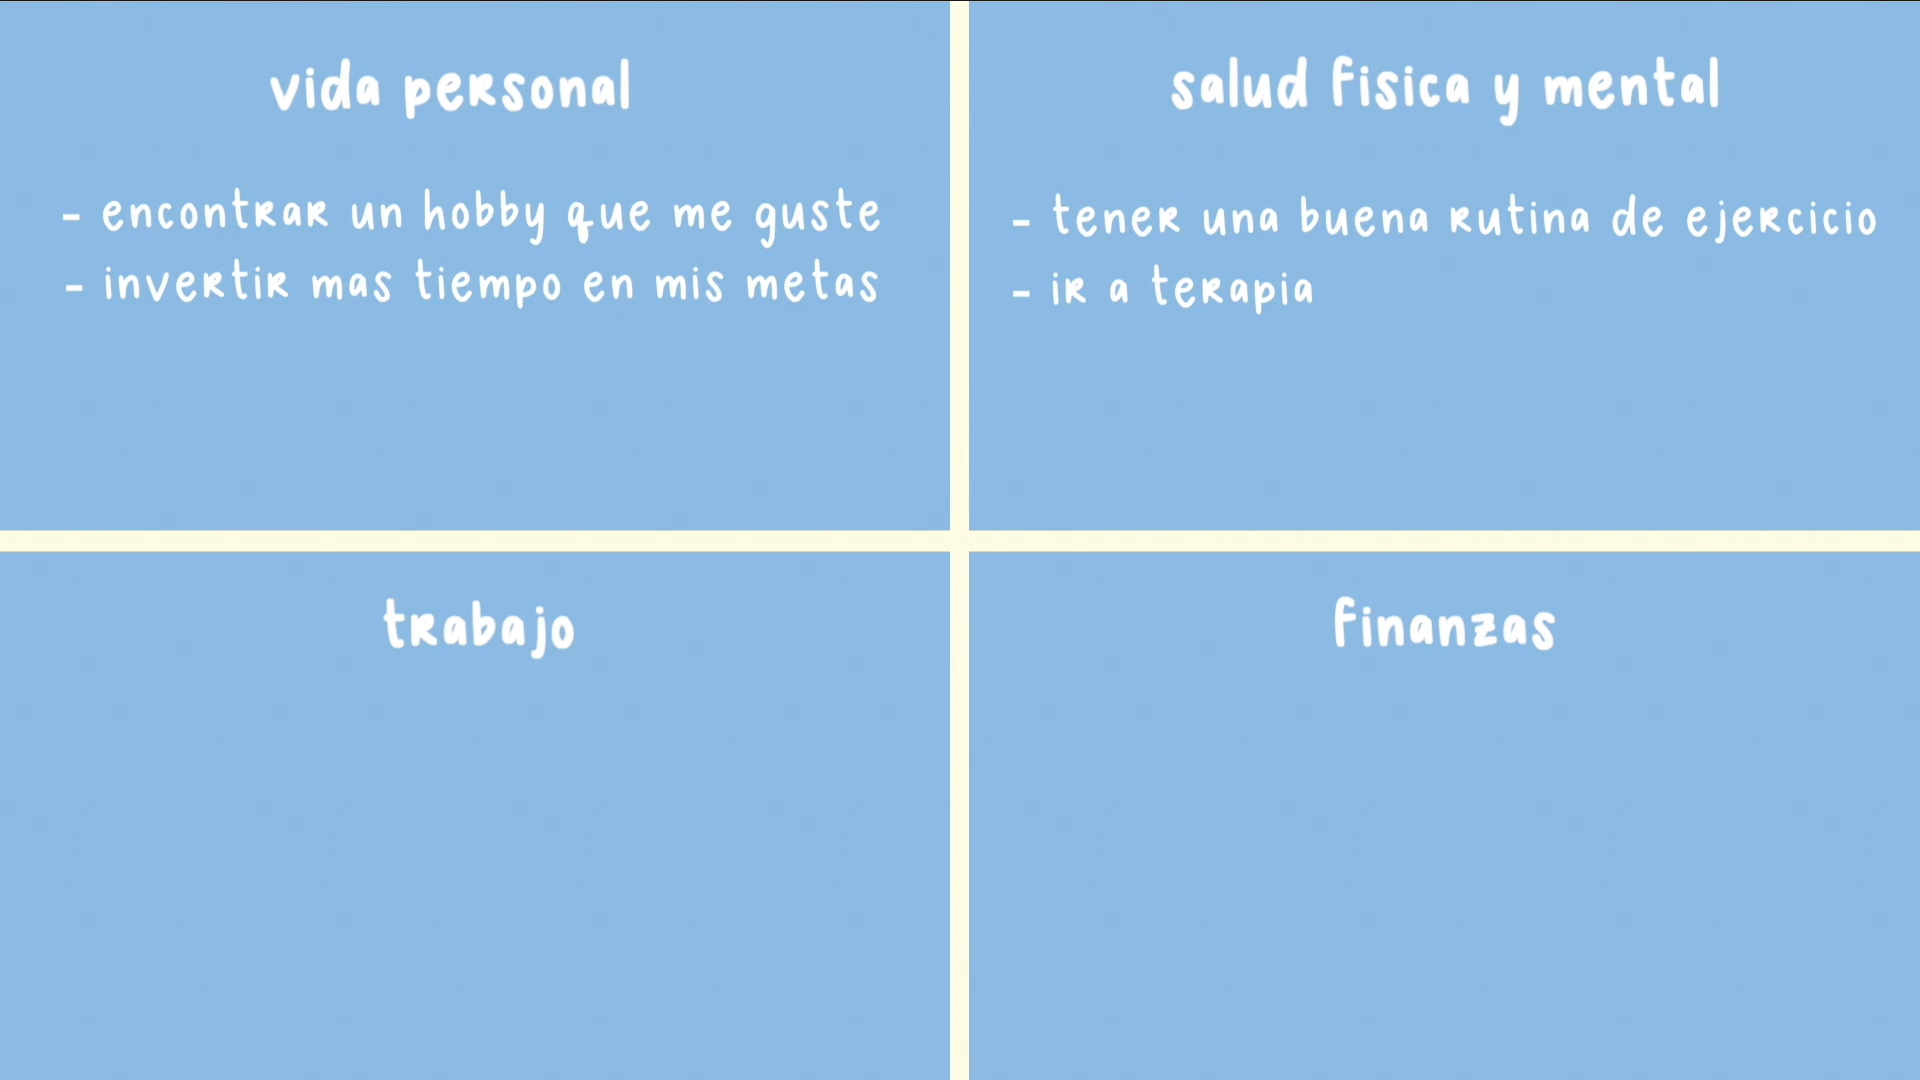 vida personal
- encontrar un hobby que me guste
- invertir mas tiempo en mis metas
salud fisica y mental
- tener una buena rutina de ejercicio
- ir a terapia
trabajo
finanzas